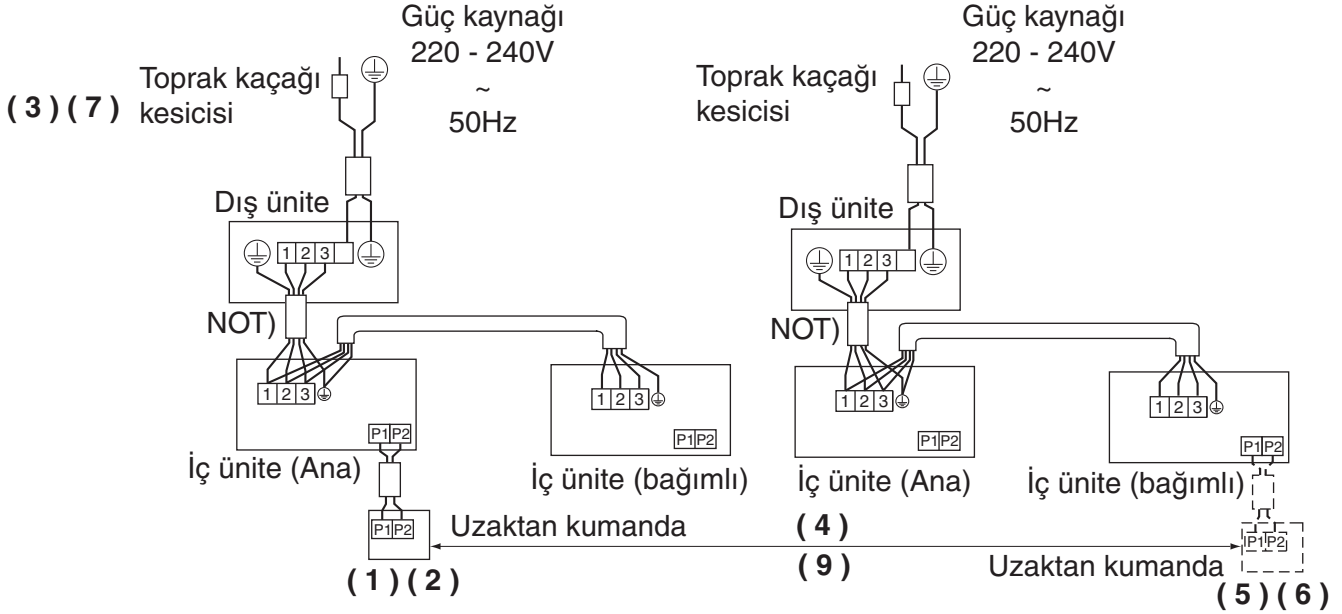 Güç kaynağı
220 - 240V
~
50Hz
Toprak kaçağı
kesicisi
( 3 ) ( 7 )
Dış ünite
1 2 3
NOT)
1 2 3
P1 P2
İç ünite (Ana)
1 2 3
P1 P2
İç ünite (bağımlı)
P1 P2
Uzaktan kumanda
( 1 ) ( 2 )
Güç kaynağı
220 - 240V
~
50Hz
Toprak kaçağı
kesicisi
Dış ünite
1 2 3
NOT)
1 2 3
P1 P2
İç ünite (Ana)
1 2 3
P1 P2
İç ünite (bağımlı)
( 4 )
( 9 )
P1 P2
Uzaktan kumanda
( 5 ) ( 6 )